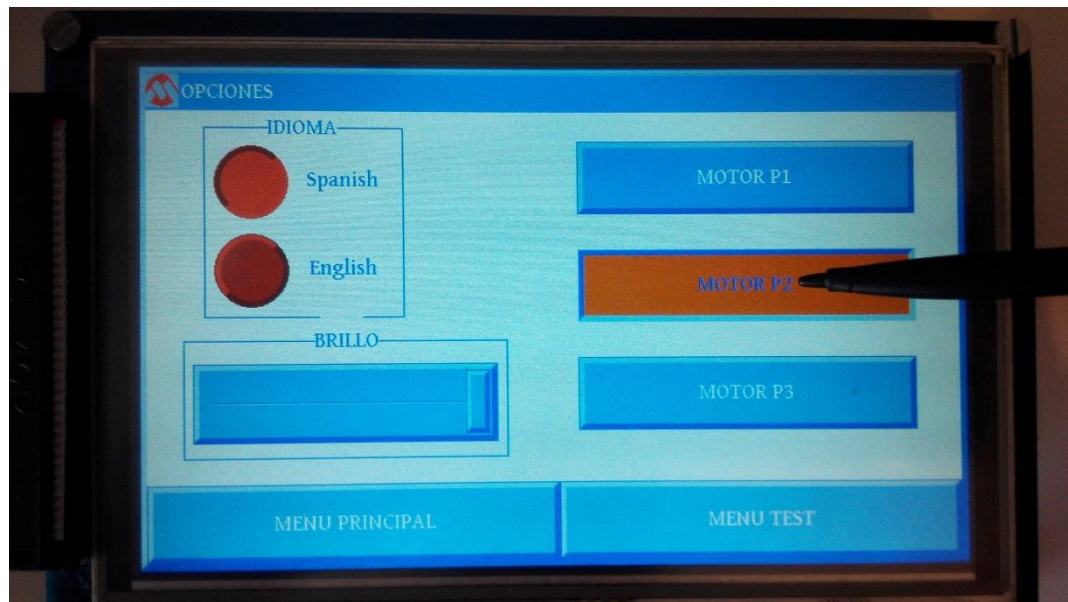 OPCIONES
IDIOMA
Spanish
English
BRILLO
MOTOR P1
MOTOR P2
MOTOR P3
MENU PRINCIPAL
MENU TEST